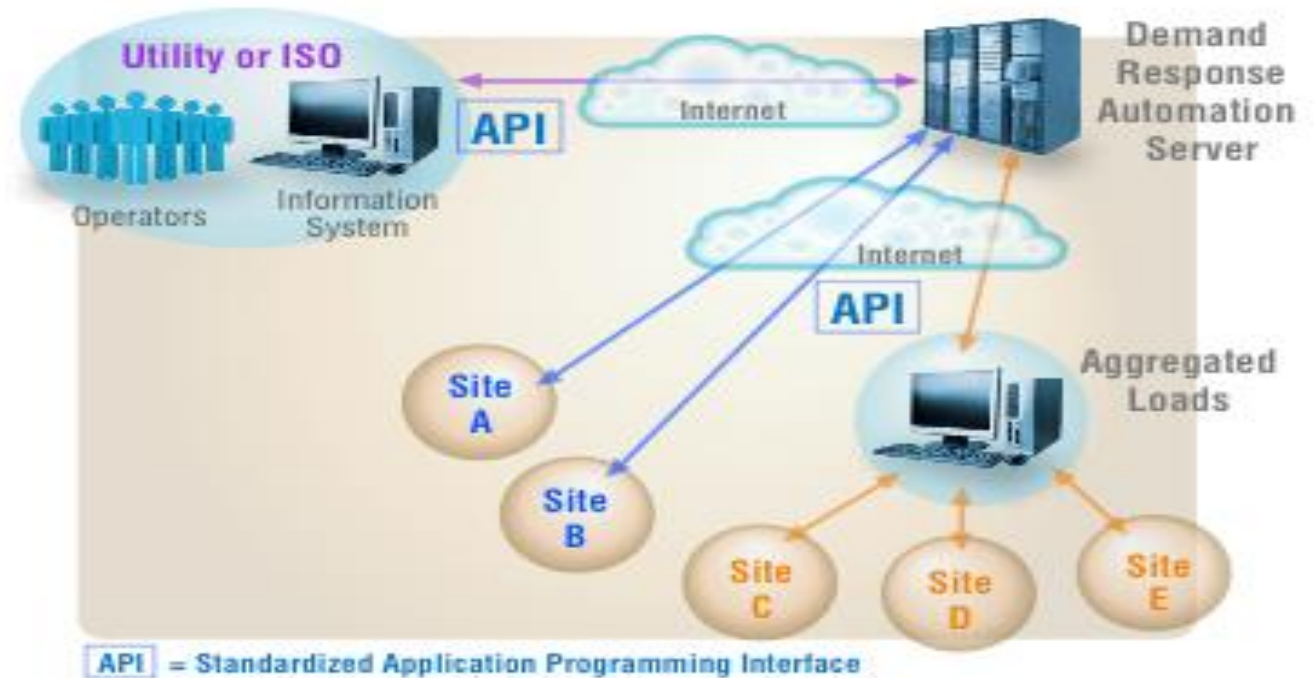 Utility or ISO
Operators
Information
System
API
Internet
Demand
Response
Automation
Server
Internet
API
Aggregated
Loads
Site
A
Site
B
Site
C
Site
D
Site
E
API = Standardized Application Programming Interface